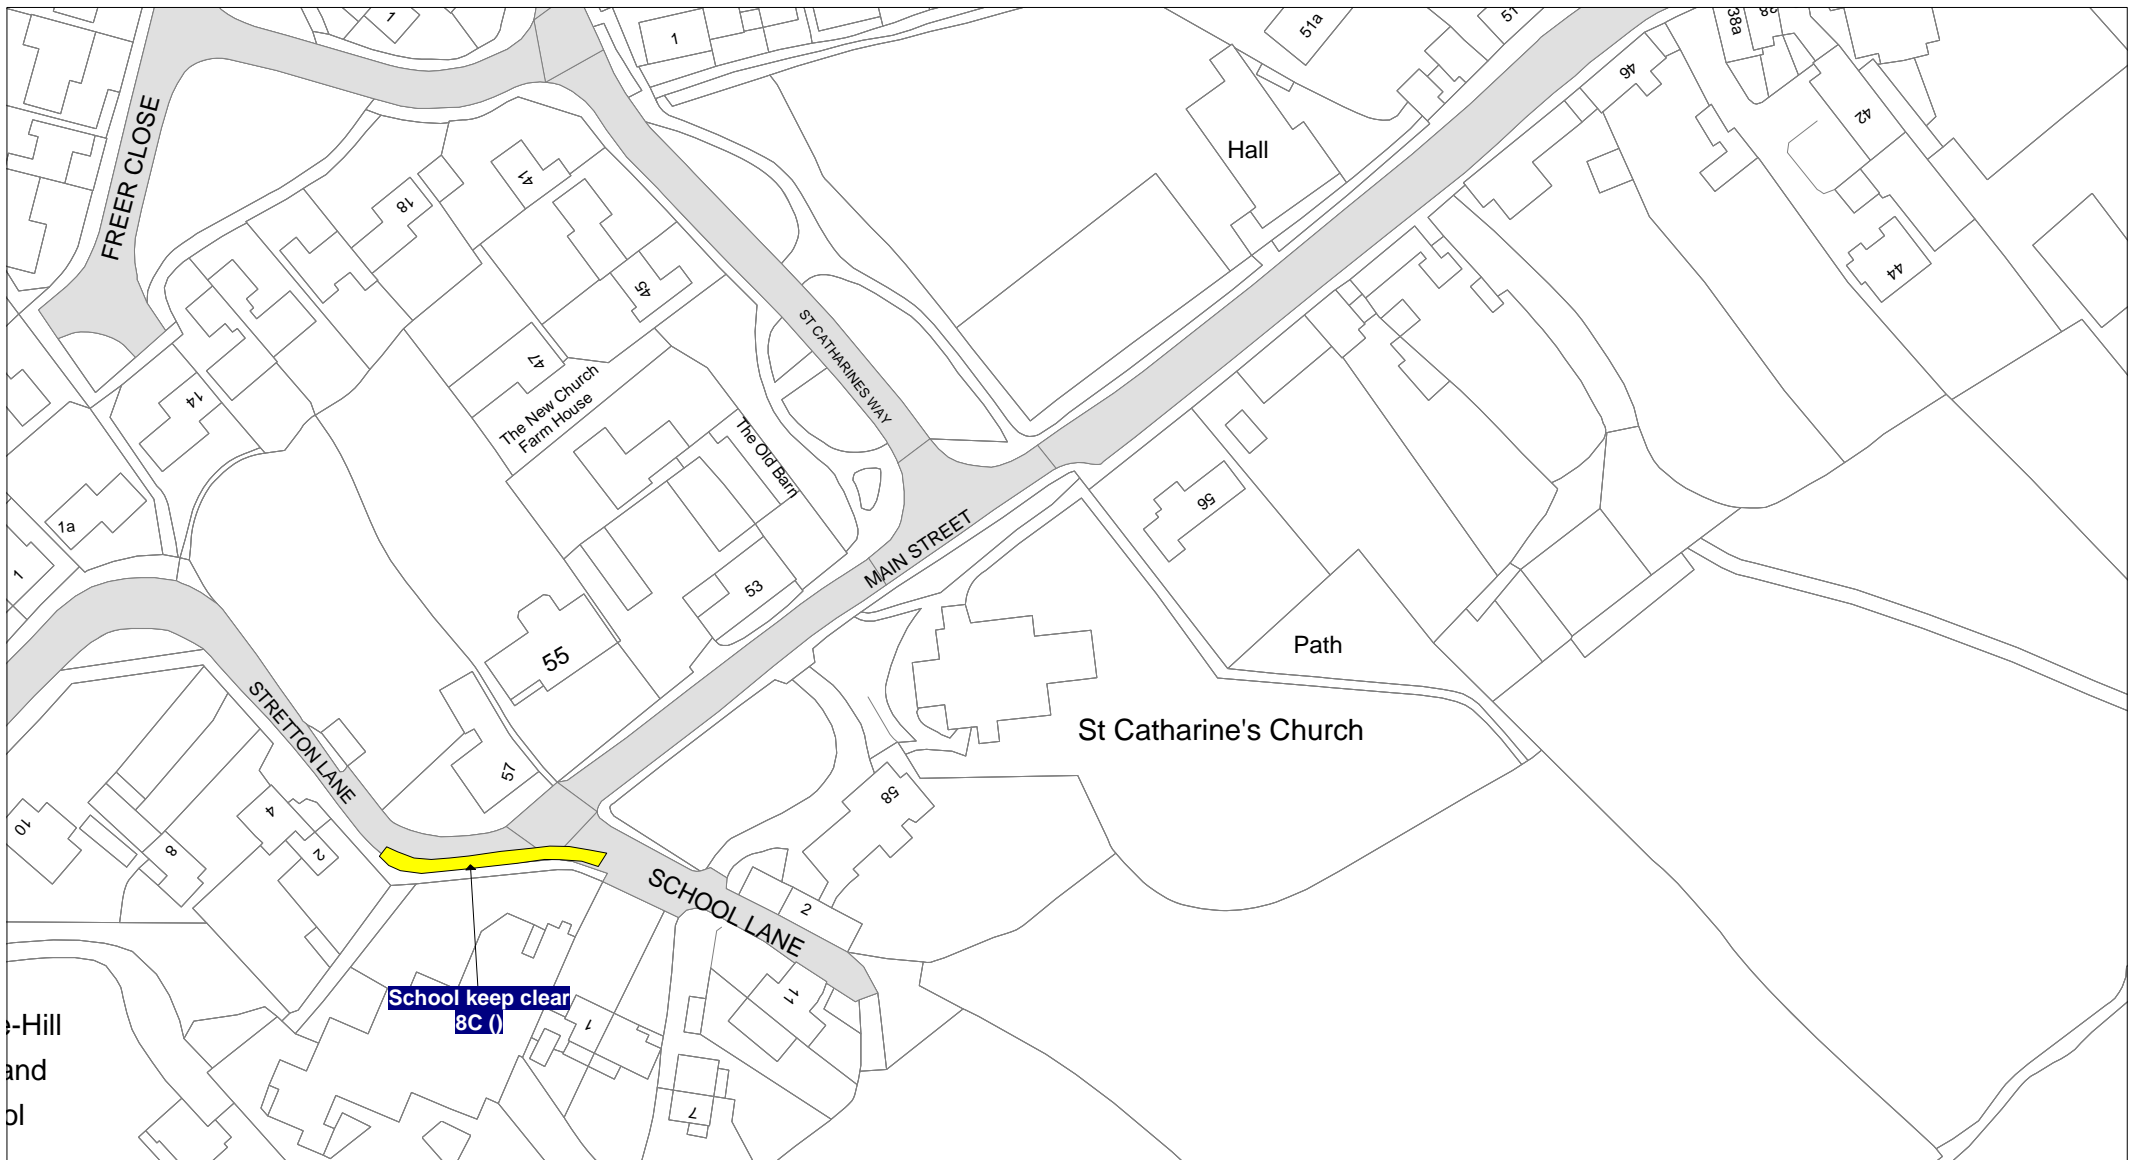 1
1
51a
51
38a
46
42
Hall
FREER CLOSE
41
18
45
44
ST CATHARINES WAY
47
The New Church
Farm House
14
The Old Barn
56
1a
MAIN STREET
1
53
55
Path
STRETTON LANE
St Catharine's Church
57
58
4
10
8
2
SCHOOL LANE
2
11
School keep clear
8C ()
1
7
e-Hill
and
ol